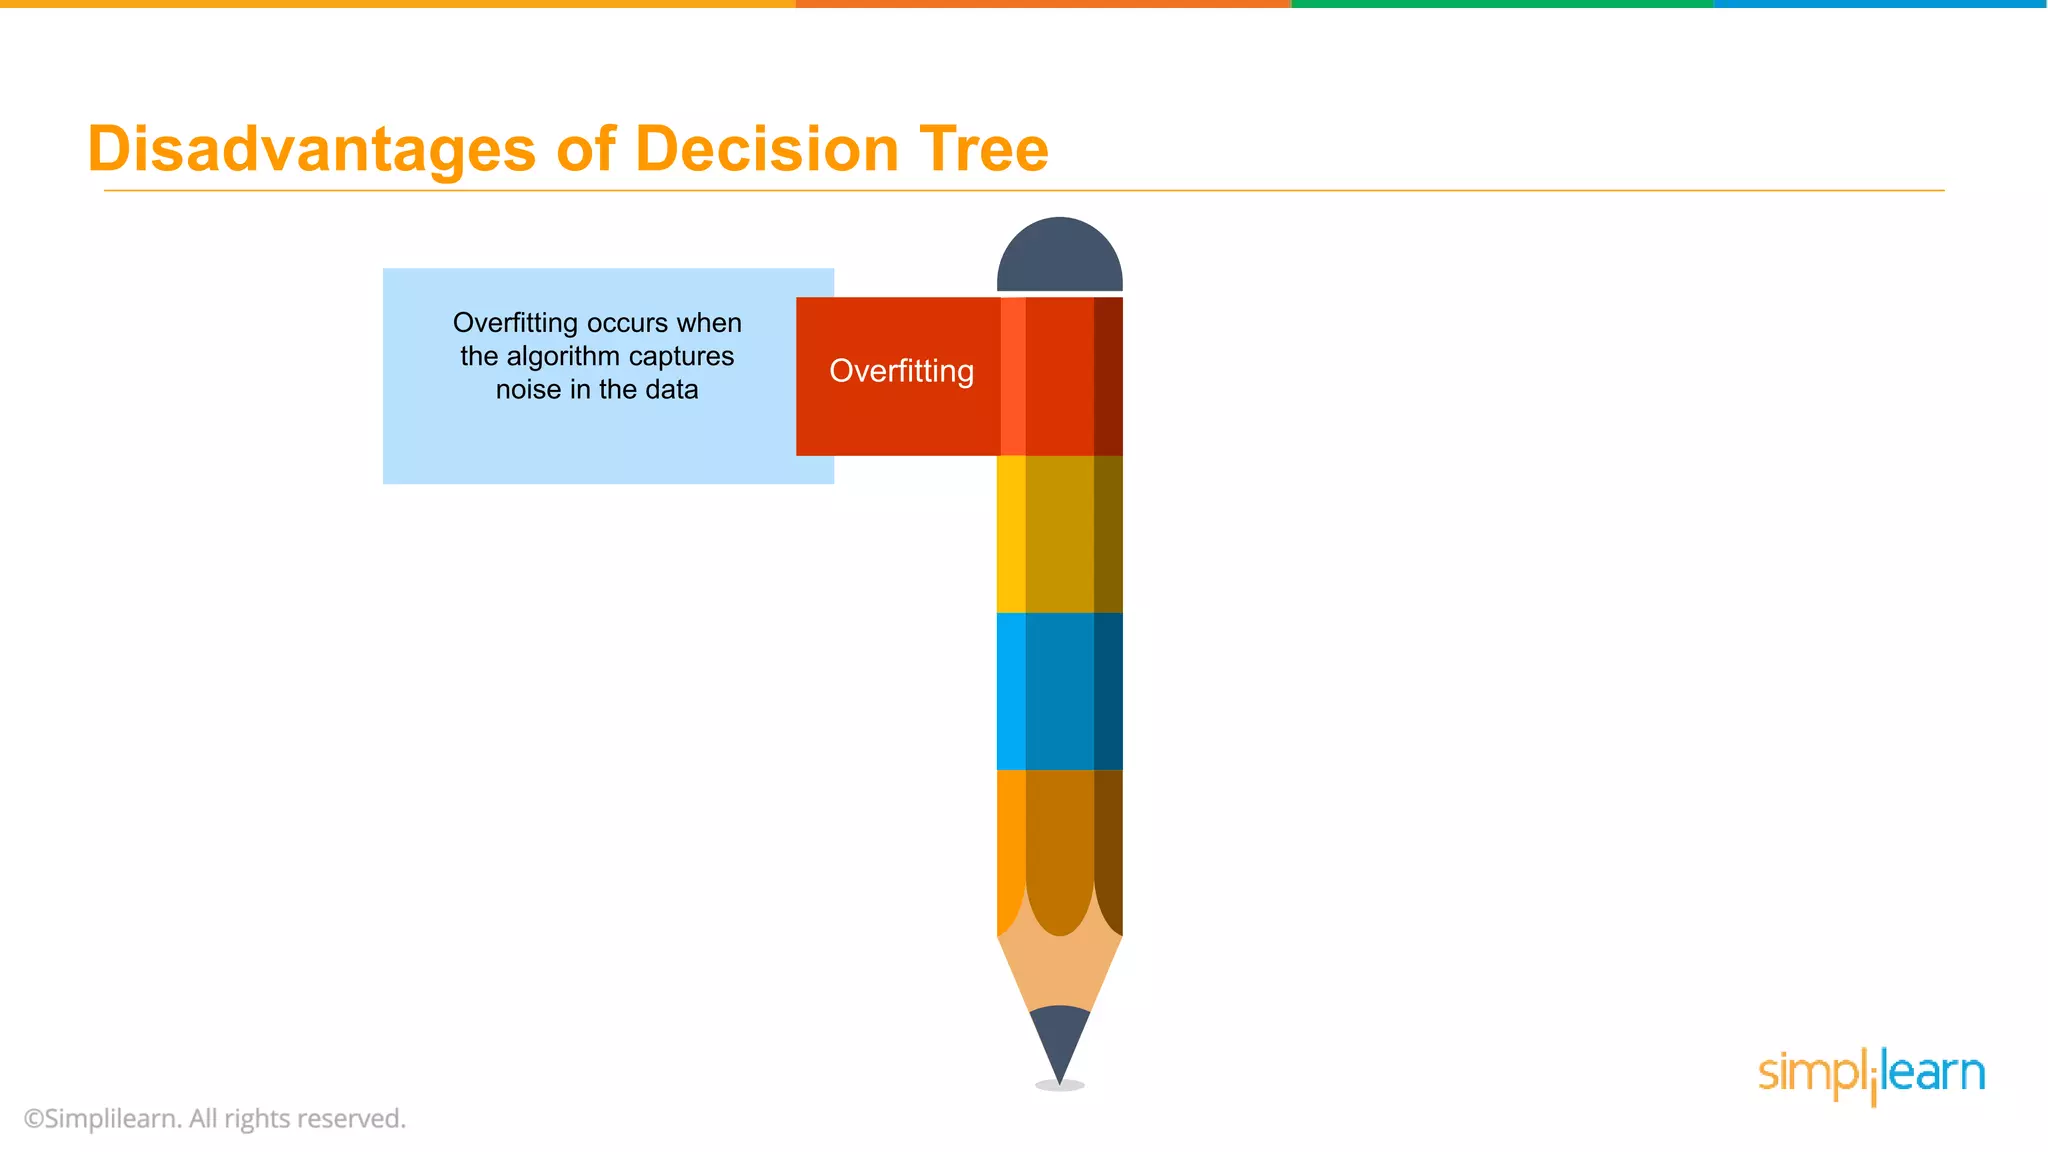 Disadvantages of Decision Tree
Overfitting occurs when
the algorithm captures
noise in the data
Overfitting
simplilearn
©Simplilearn. All rights reserved.